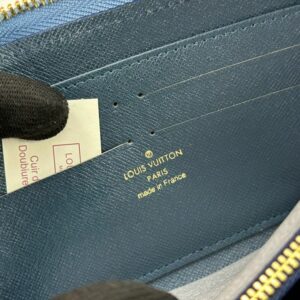 LOUIS VUITTON
PARIS
made in France
Cuir
Doublure